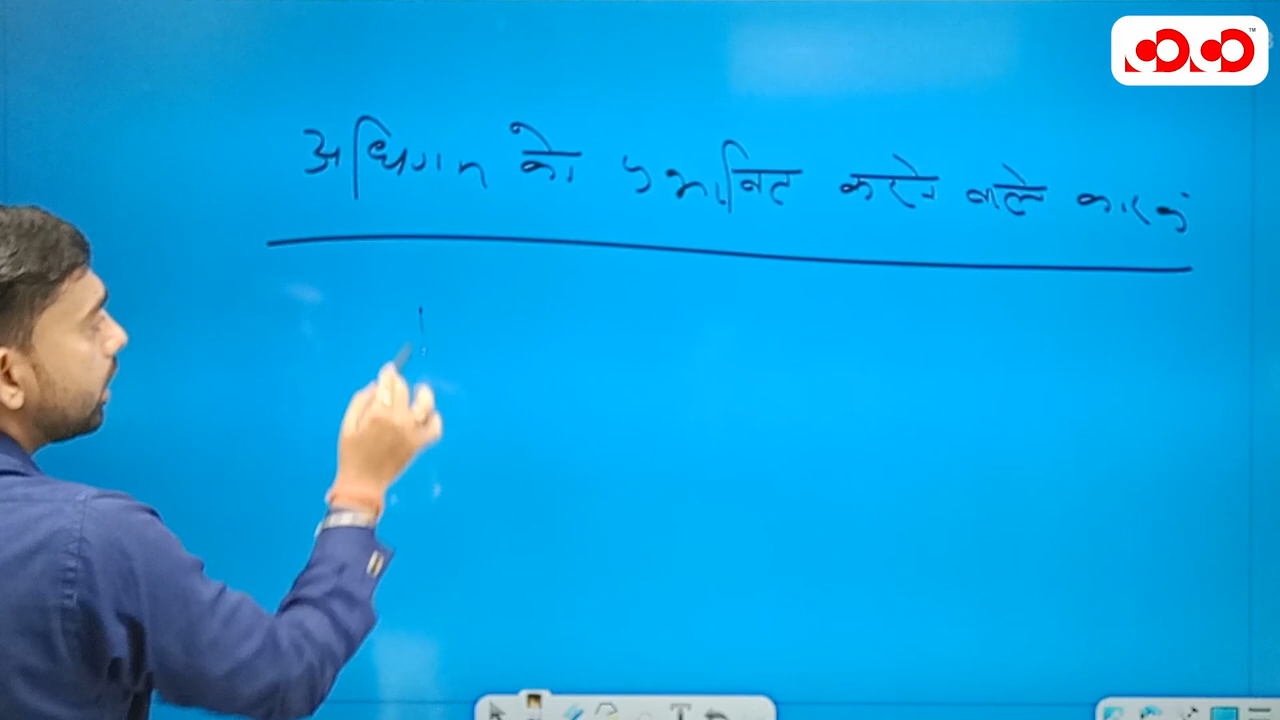 अधिगम को प्रभावित करने वाले कारक